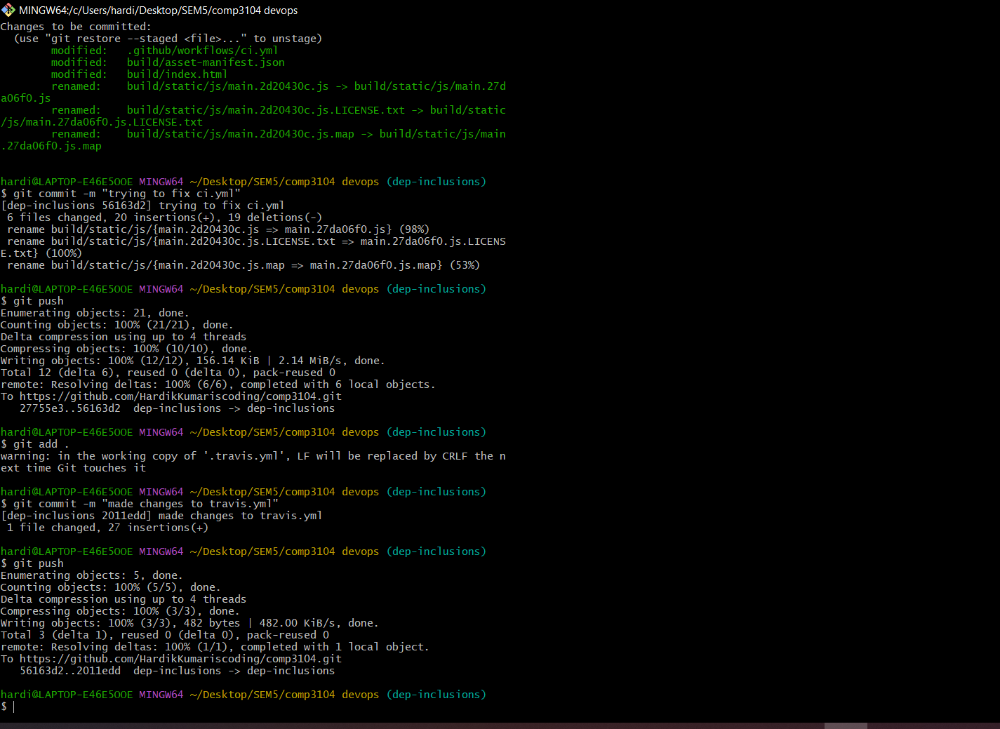 MINGW64:/c/Users/hardi/Desktop/SEM5/comp3104 devops
Changes to be committed:
  (use "git restore --staged <file>..." to unstage)
        modified:   .github/workflows/ci.yml
        modified:   build/asset-manifest.json
        modified:   build/index.html
        renamed:    build/static/js/main.2d20430c.js -> build/static/js/main.27d
a06f0.js
        renamed:    build/static/js/main.2d20430c.js.LICENSE.txt -> build/static
/js/main.27da06f0.js.LICENSE.txt
        renamed:    build/static/js/main.2d20430c.js.map -> build/static/js/main
.27da06f0.js.map
hardi@LAPTOP-E46E5OOE MINGW64 ~/Desktop/SEM5/comp3104 devops (dep-inclusions)
$ git commit -m "trying to fix ci.yml"
[dep-inclusions 56163d2] trying to fix ci.yml
 6 files changed, 20 insertions(+), 19 deletions(-)
 rename build/static/js/{main.2d20430c.js => main.27da06f0.js} (98%)
 rename build/static/js/{main.2d20430c.js.LICENSE.txt => main.27da06f0.js.LICENS
E.txt} (100%)
 rename build/static/js/{main.2d20430c.js.map => main.27da06f0.js.map} (53%)
hardi@LAPTOP-E46E5OOE MINGW64 ~/Desktop/SEM5/comp3104 devops (dep-inclusions)
$ git push
Enumerating objects: 21, done.
Counting objects: 100% (21/21), done.
Delta compression using up to 4 threads
Compressing objects: 100% (10/10), done.
Writing objects: 100% (12/12), 156.14 KiB | 2.14 MiB/s, done.
Total 12 (delta 6), reused 0 (delta 0), pack-reused 0
remote: Resolving deltas: 100% (6/6), completed with 6 local objects.
To https://github.com/HardikKumariscoding/comp3104.git
   27755e3..56163d2  dep-inclusions -> dep-inclusions
hardi@LAPTOP-E46E5OOE MINGW64 ~/Desktop/SEM5/comp3104 devops (dep-inclusions)
$ git add .
warning: in the working copy of '.travis.yml', LF will be replaced by CRLF the n
ext time Git touches it
hardi@LAPTOP-E46E5OOE MINGW64 ~/Desktop/SEM5/comp3104 devops (dep-inclusions)
$ git commit -m "made changes to travis.yml"
[dep-inclusions 2011edd] made changes to travis.yml
 1 file changed, 27 insertions(+)
hardi@LAPTOP-E46E5OOE MINGW64 ~/Desktop/SEM5/comp3104 devops (dep-inclusions)
$ git push
Enumerating objects: 5, done.
Counting objects: 100% (5/5), done.
Delta compression using up to 4 threads
Compressing objects: 100% (3/3), done.
Writing objects: 100% (3/3), 482 bytes | 482.00 KiB/s, done.
Total 3 (delta 1), reused 0 (delta 0), pack-reused 0
remote: Resolving deltas: 100% (1/1), completed with 1 local object.
To https://github.com/HardikKumariscoding/comp3104.git
   56163d2..2011edd  dep-inclusions -> dep-inclusions
hardi@LAPTOP-E46E5OOE MINGW64 ~/Desktop/SEM5/comp3104 devops (dep-inclusions)
$